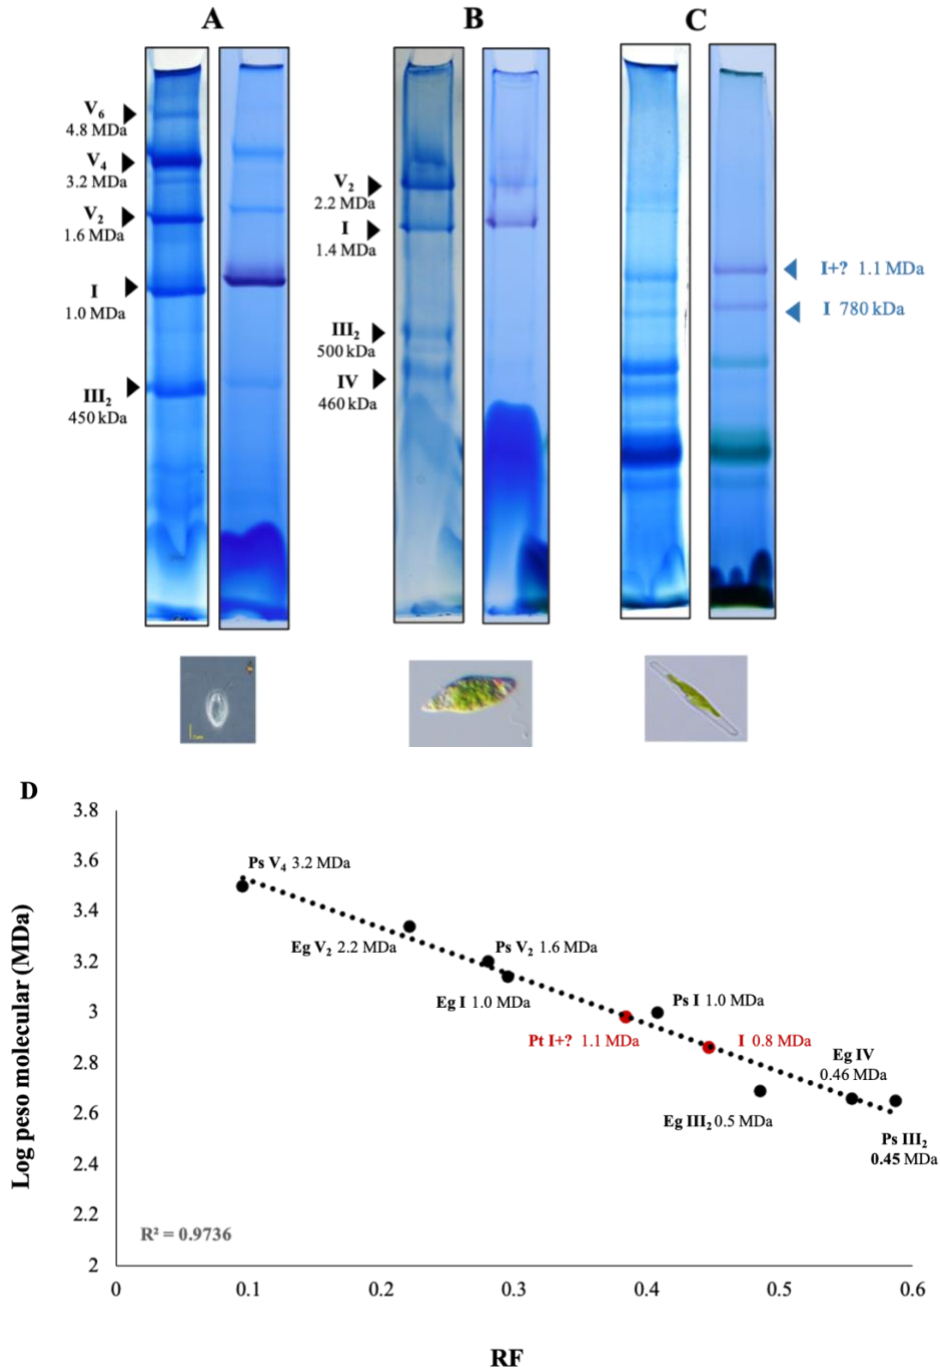 A
B
C
V₆
4.8 MDa
V₄
3.2 MDa
V₂
1.6 MDa
I
1.0 MDa
III₂
450 kDa
V₂
2.2 MDa
I
1.4 MDa
III₂
500 kDa
IV
460 kDa
I+? 1.1 MDa
I 780 kDa
D
Log peso molecular (MDa)
3.8
3.6
3.4
3.2
3
2.8
2.6
2.4
2.2
2
Ps V₄ 3.2 MDa
Eg V₂ 2.2 MDa
Ps V₂ 1.6 MDa
Eg I 1.0 MDa
Ps I 1.0 MDa
Pt I+? 1.1 MDa
I 0.8 MDa
Eg IV
0.46 MDa
Eg III₂ 0.5 MDa
Ps III₂
0.45 MDa
R² = 0.9736
0
0.1
0.2
0.3
0.4
0.5
0.6
RF